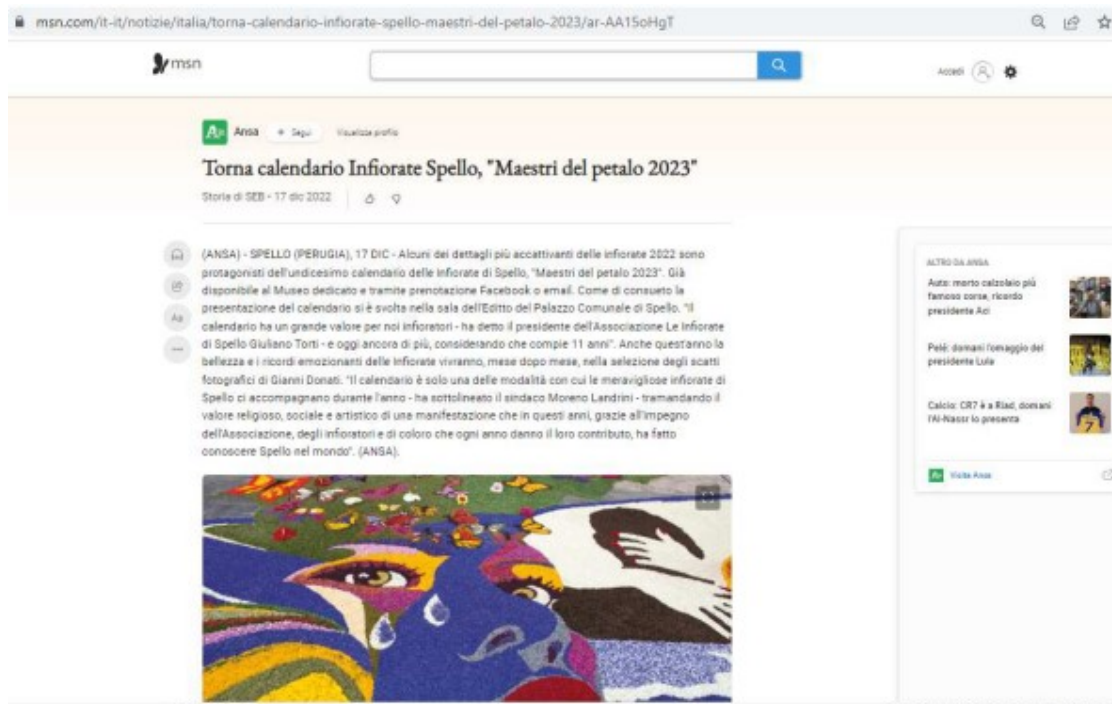 msn.com/it-it/notizie/italia/torna-calendario-infiorate-spello-maestri-del-petalo-2023/ar-AA15oHgT
msn
Accedi
Ansa
+ Segui
Visualizza profilo
Torna calendario Infiorate Spello, "Maestri del petalo 2023"
Storia di SEB • 17 dic 2022
(ANSA) - SPELLO (PERUGIA), 17 DIC - Alcuni dei dettagli più accattivanti delle infiorate 2022 sono
protagonisti dell'undicesimo calendario delle Infiorate di Spello, "Maestri del petalo 2023". Già
disponibile al Museo dedicato e tramite prenotazione Facebook o email. Come di consueto la
presentazione del calendario si è svolta nella sala dell'Editto del Palazzo Comunale di Spello. "Il
calendario ha un grande valore per noi infioratori - ha detto il presidente dell'Associazione Le Infiorate
di Spello Giuliano Torti - e oggi ancora di più, considerando che compie 11 anni". Anche quest'anno la
bellezza e i ricordi emozionanti delle Infiorate vivranno, mese dopo mese, nella selezione degli scatti
fotografici di Gianni Donati. "Il calendario è solo una delle modalità con cui le meravigliose infiorate di
Spello ci accompagnano durante l'anno - ha sottolineato il sindaco Moreno Landrini - tramandando il
valore religioso, sociale e artistico di una manifestazione che in questi anni, grazie all'impegno
dell'Associazione, degli infioratori e di coloro che ogni anno danno il loro contributo, ha fatto
conoscere Spello nel mondo". (ANSA).
Aa
ALTRO DA ANSA
Auto: morto calzolaio più
famoso corse, ricordo
presidente Aci
Pelé: domani l'omaggio del
presidente Lula
Calcio: CR7 è a Riad, domani
l'Al-Nassr lo presenta
7
Visita Ansa